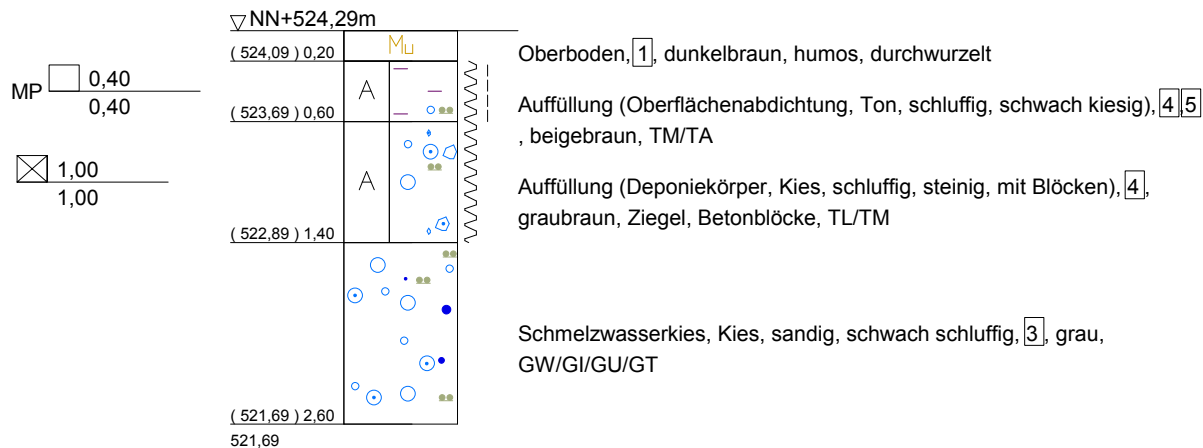 NN+524,29m
( 524,09 ) 0,20
Mu
Oberboden, 1, dunkelbraun, humos, durchwurzelt
MP 0,40
0,40
A
( 523,69 ) 0,60
Auffüllung (Oberflächenabdichtung, Ton, schluffig, schwach kiesig), 4,5
, beigebraun, TM/TA
1,00
1,00
A
( 522,89 ) 1,40
Auffüllung (Deponiekörper, Kies, schluffig, steinig, mit Blöcken), 4,
graubraun, Ziegel, Betonblöcke, TL/TM
Schmelzwasserkies, Kies, sandig, schwach schluffig, 3, grau,
GW/GI/GU/GT
( 521,69 ) 2,60
521,69